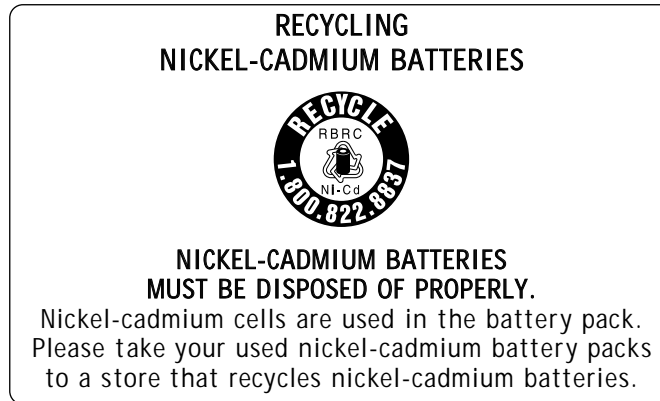 RECYCLING
NICKEL-CADMIUM BATTERIES
RECYCLE
RBRC
Ni-Cd
1.800.822.8837
NICKEL-CADMIUM BATTERIES
MUST BE DISPOSED OF PROPERLY.
Nickel-cadmium cells are used in the battery pack.
Please take your used nickel-cadmium battery packs
to a store that recycles nickel-cadmium batteries.